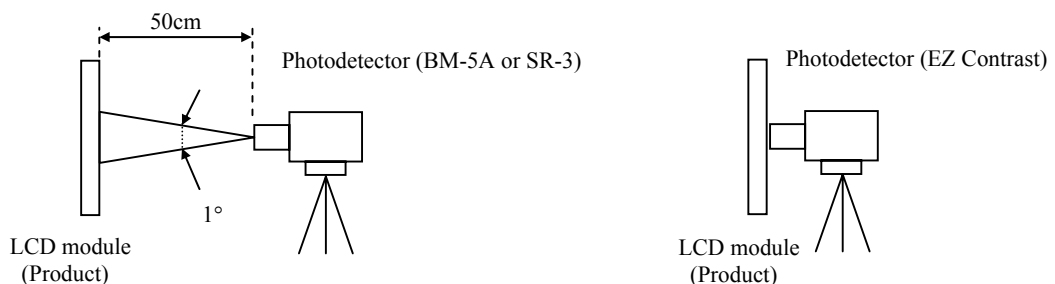 50cm
Photodetector (BM-5A or SR-3)
1°
LCD module
(Product)
Photodetector (EZ Contrast)
LCD module
(Product)